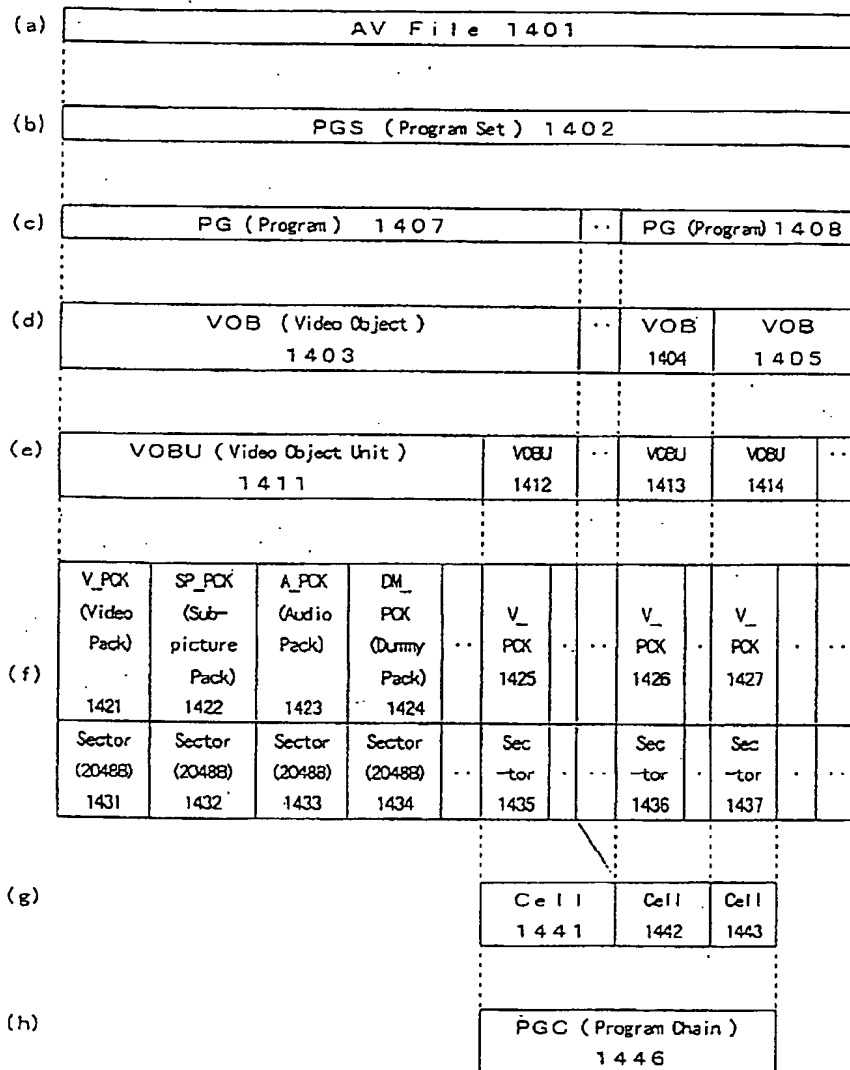 (a) AV File 1401
(b) PGS (Program Set) 1402
(c) PG (Program) 1407 ·· PG (Program) 1408
(d) VOB (Video Object) ·· VOB VOB
1403 1404 1405
(e) VOBU (Video Object Unit) VOBU ·· VOBU VOBU ··
1411 1412 1413 1414
V_PCK SP_PCK A_PCK DM_
(Video (Sub- (Audio PCK V_ V_ V_
Pack) picture Pack) (Dummy ·· PCK · ·· PCK · PCK · ··
(f) Pack) Pack) 1425 1426 1427
1421 1422 1423 1424
Sector Sector Sector Sector Sec Sec Sec
(2048B) (2048B) (2048B) (2048B) ·· -tor · ·· -tor · -tor · ··
1431 1432 1433 1434 1435 1436 1437
(g) Cell Cell Cell
1441 1442 1443
(h) PGC (Program Chain)
1446